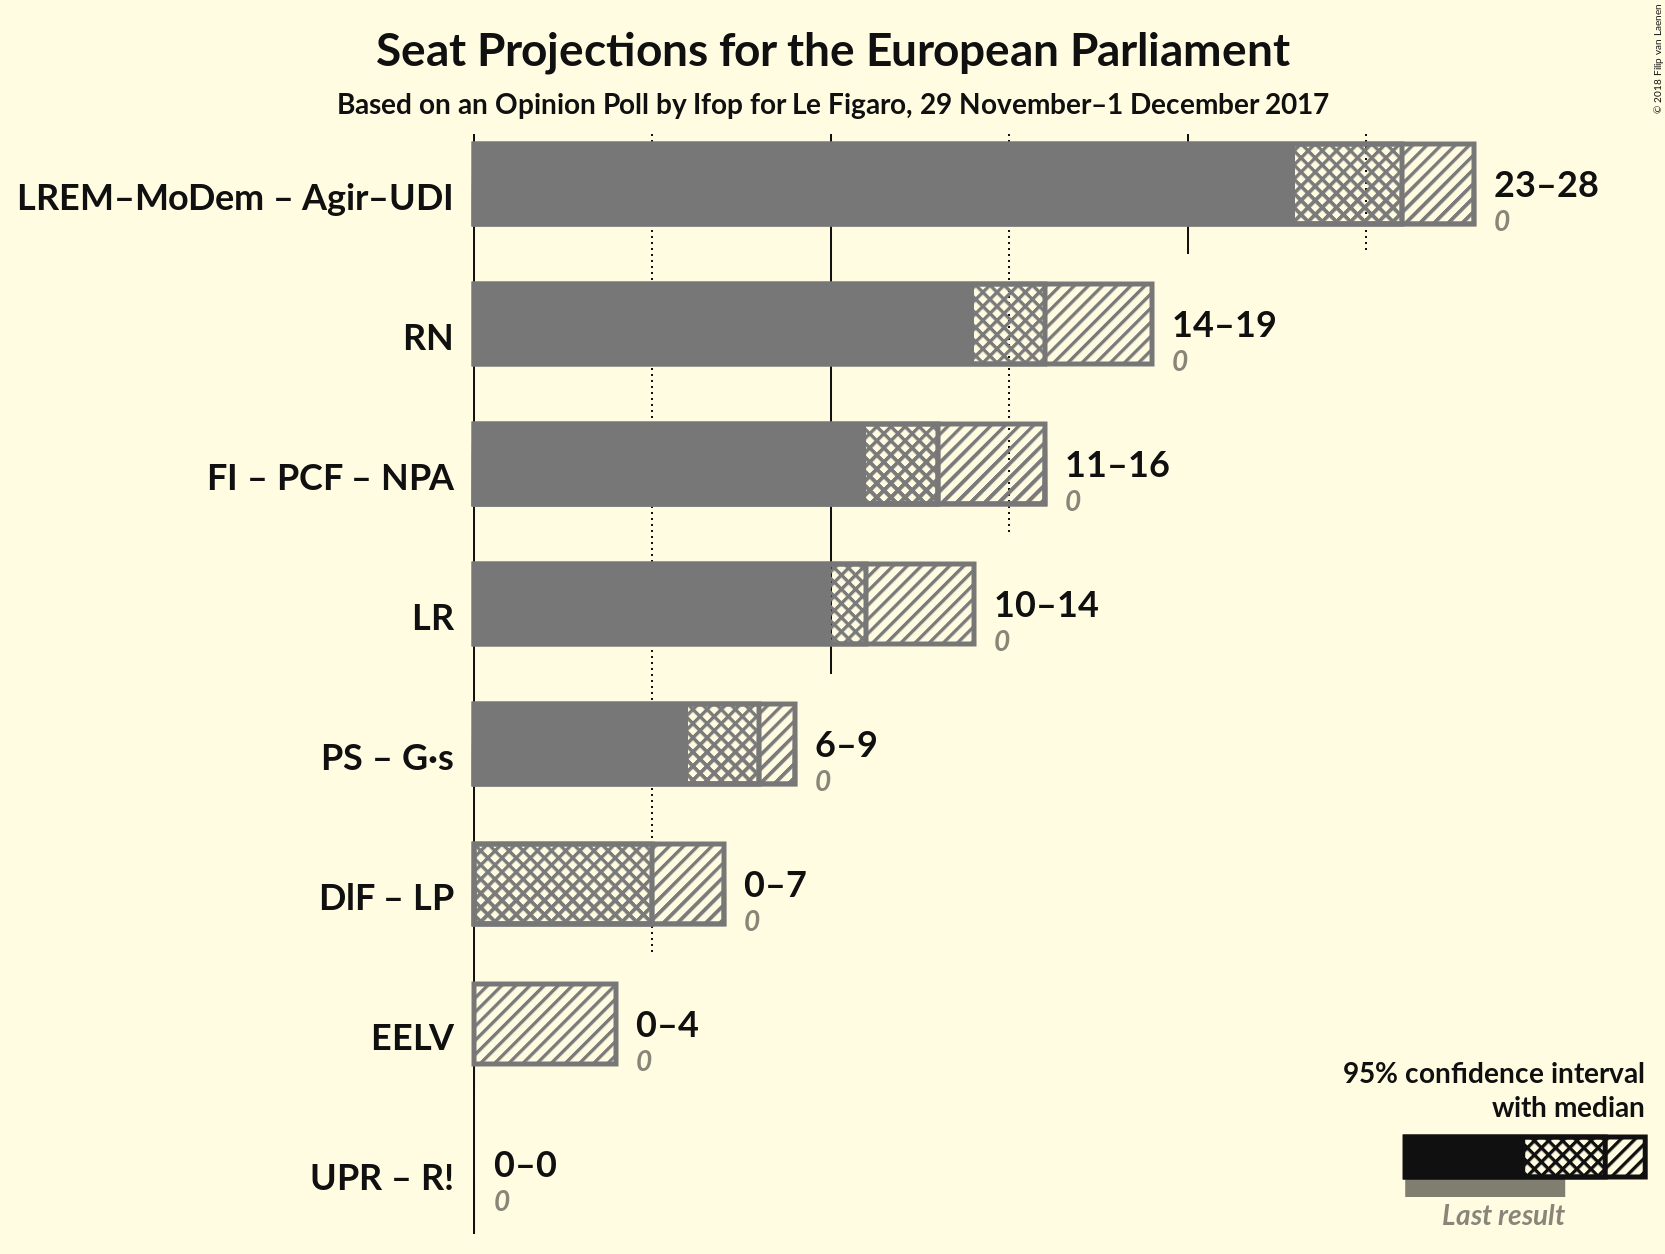 Seat Projections for the European Parliament
Based on an Opinion Poll by Ifop for Le Figaro, 29 November–1 December 2017
© 2018 Filip van Laenen
LREM–MoDem – Agir–UDI
23–28
0
RN
14–19
0
FI – PCF – NPA
11–16
0
LR
10–14
0
PS – G·s
6–9
0
DlF – LP
0–7
0
EELV
0–4
0
UPR – R!
0–0
0
95% confidence interval
with median
Last result